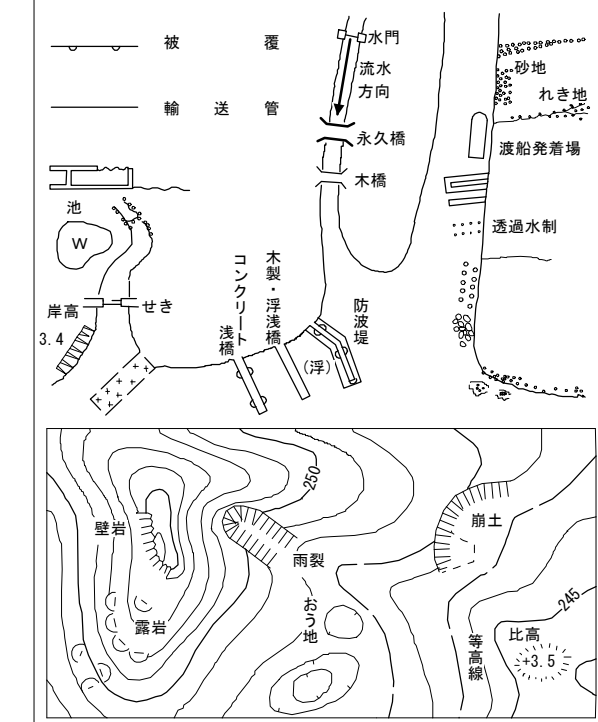 被覆
輸送管
水門
流水
方向
永久橋
木橋
砂地
れき地
渡船発着場
透過水制
池
W
岸高
3.4
せき
コンクリート
浅橋
木製・浮浅橋
(浮)
防波堤
250
壁岩
露岩
雨裂
おう地
崩土
等高線
245
比高
+3.5